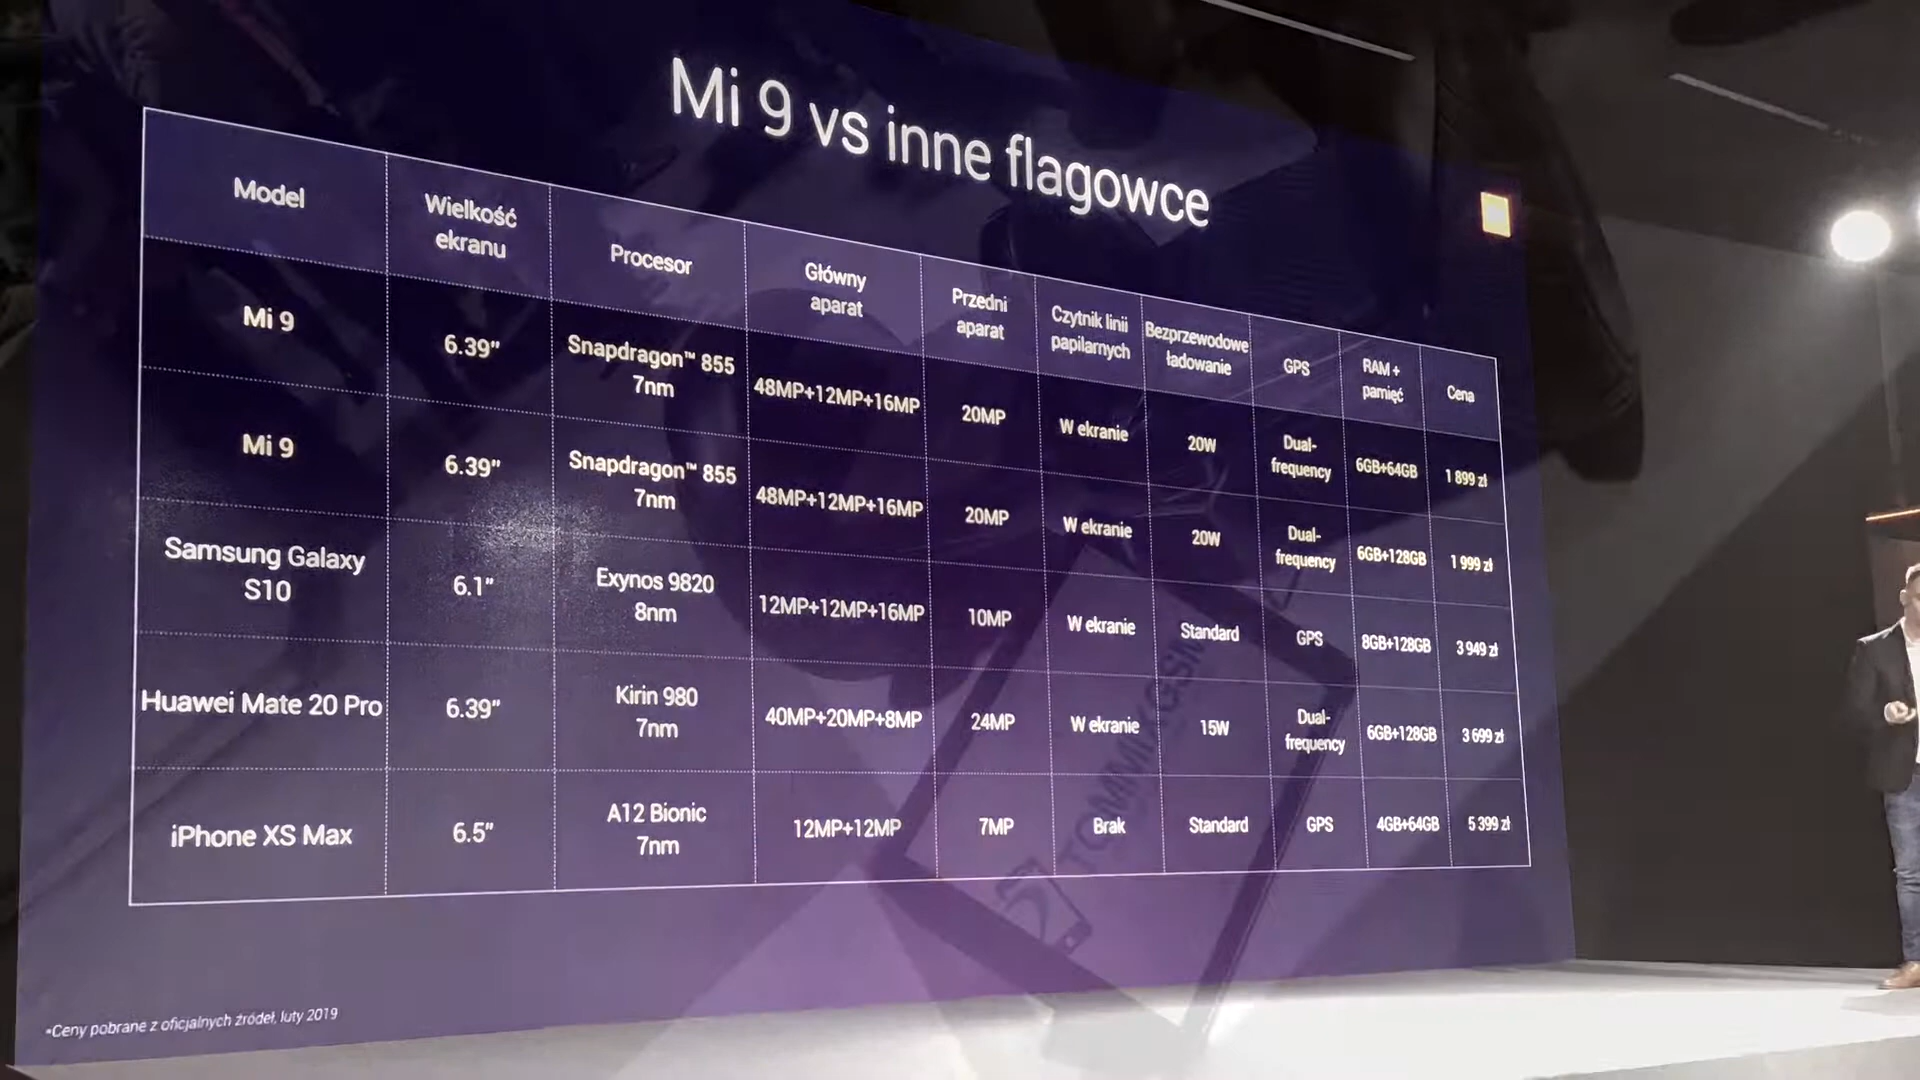 Mi 9 vs inne flagowce
Model
Wielkość
ekranu
Procesor
Główny
aparat
Przedni
aparat
Czytnik linii
papilarnych
Bezprzewodowe
ładowanie
GPS
RAM +
pamięć
Cena
Mi 9
6.39"
Snapdragon™ 855
7nm
48MP+12MP+16MP
20MP
W ekranie
20W
Dual-
frequency
6GB+64GB
1 899 zł
Mi 9
6.39"
Snapdragon™ 855
7nm
48MP+12MP+16MP
20MP
W ekranie
20W
Dual-
frequency
6GB+128GB
1 999 zł
Samsung Galaxy
S10
6.1"
Exynos 9820
8nm
12MP+12MP+16MP
10MP
W ekranie
Standard
GPS
8GB+128GB
3 949 zł
Huawei Mate 20 Pro
6.39"
Kirin 980
7nm
40MP+20MP+8MP
24MP
W ekranie
15W
Dual-
frequency
6GB+128GB
3 699 zł
iPhone XS Max
6.5"
A12 Bionic
7nm
12MP+12MP
7MP
Brak
Standard
GPS
4GB+64GB
5 399 zł
*Ceny pobrane z oficjalnych źródeł, luty 2019